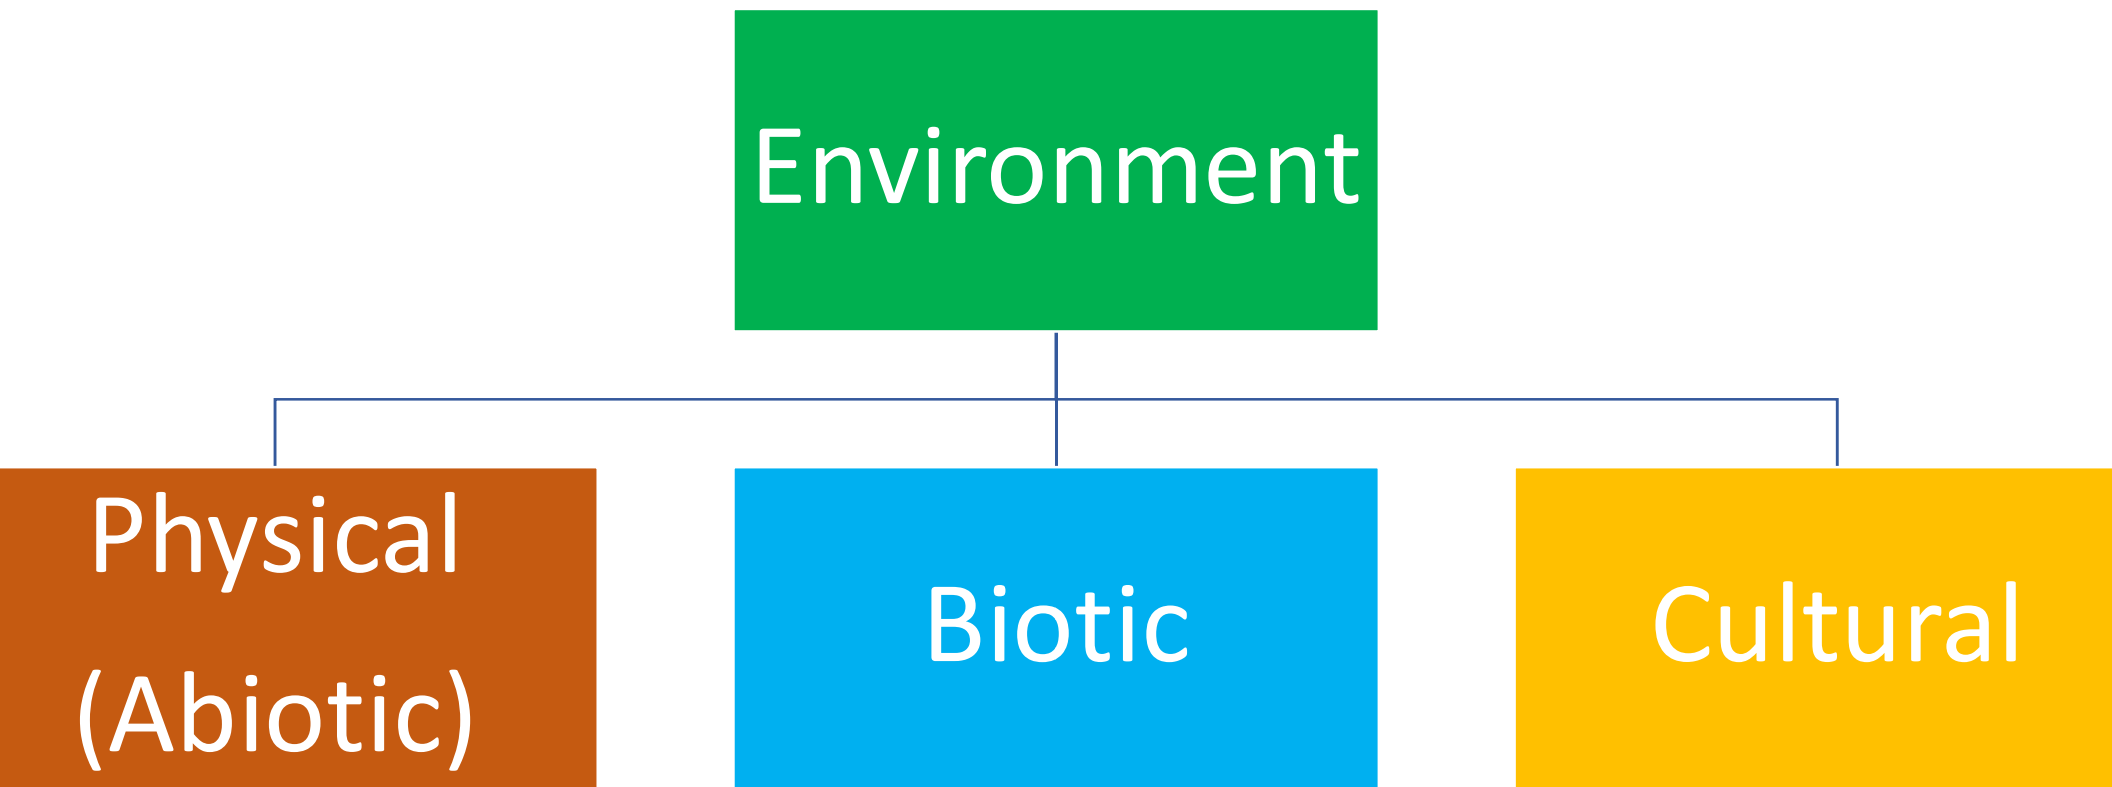 Environment
Physical
(Abiotic)
Biotic
Cultural